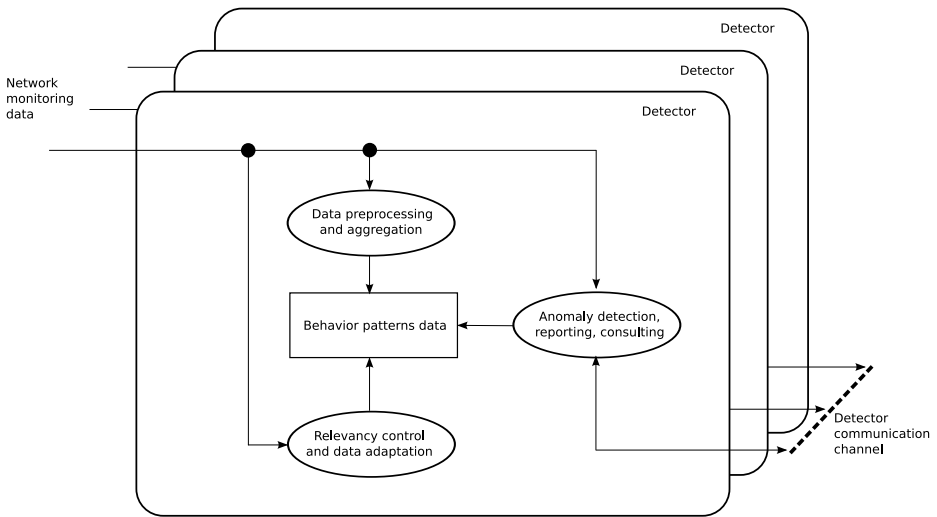 Detector
Detector
Detector
Network
monitoring
data
Data preprocessing
and aggregation
Behavior patterns data
Anomaly detection,
reporting, consulting
Relevancy control
and data adaptation
Detector
communication
channel